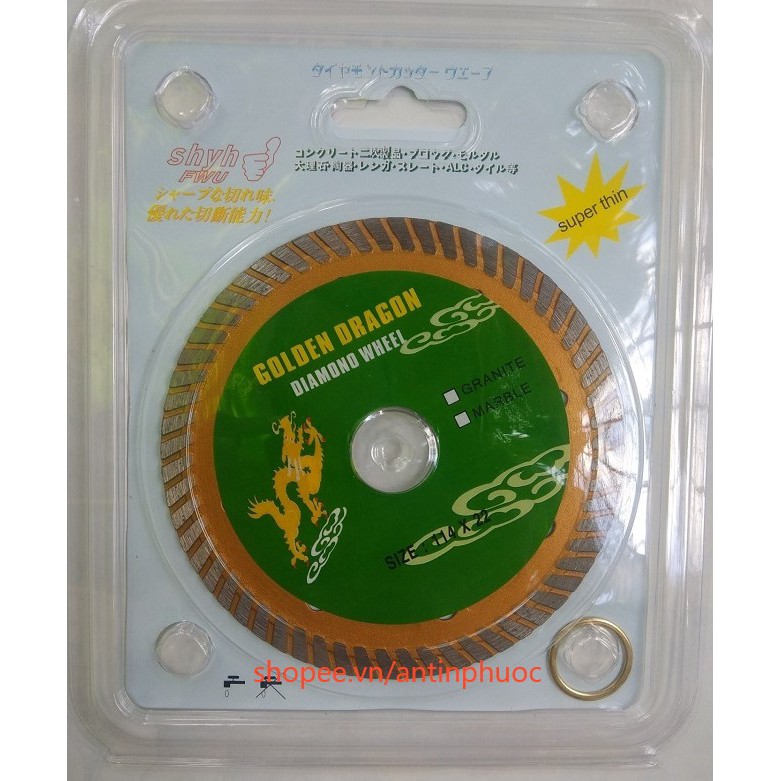 ダイヤモンドカッター ウエーブ
shyh
FWU
コンクリート二次製品・ブロック・モルタル
大理石・陶器・レンガ・スレート・ALC・タイル等
シャープな切れ味、
優れた切断能力!
super thin
GOLDEN DRAGON
DIAMOND WHEEL
GRANITE
MARBLE
SIZE : 114 X 22
shopee.vn/antinphuoc